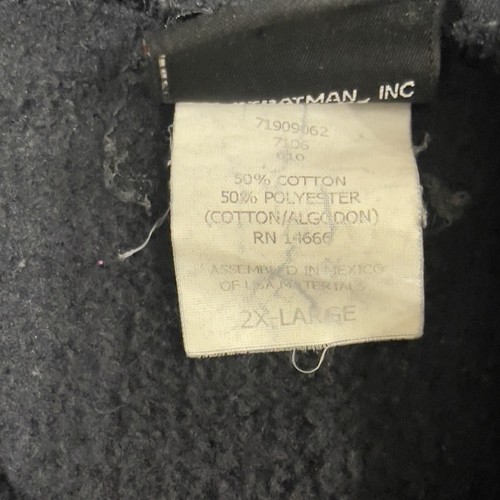 INC
71909062
7106
610
50% COTTON
50% POLYESTER
(COTTON/ALGODON)
RN 14666
ASSEMBLED IN MEXICO
OF USA MATERIALS
2X-LARGE